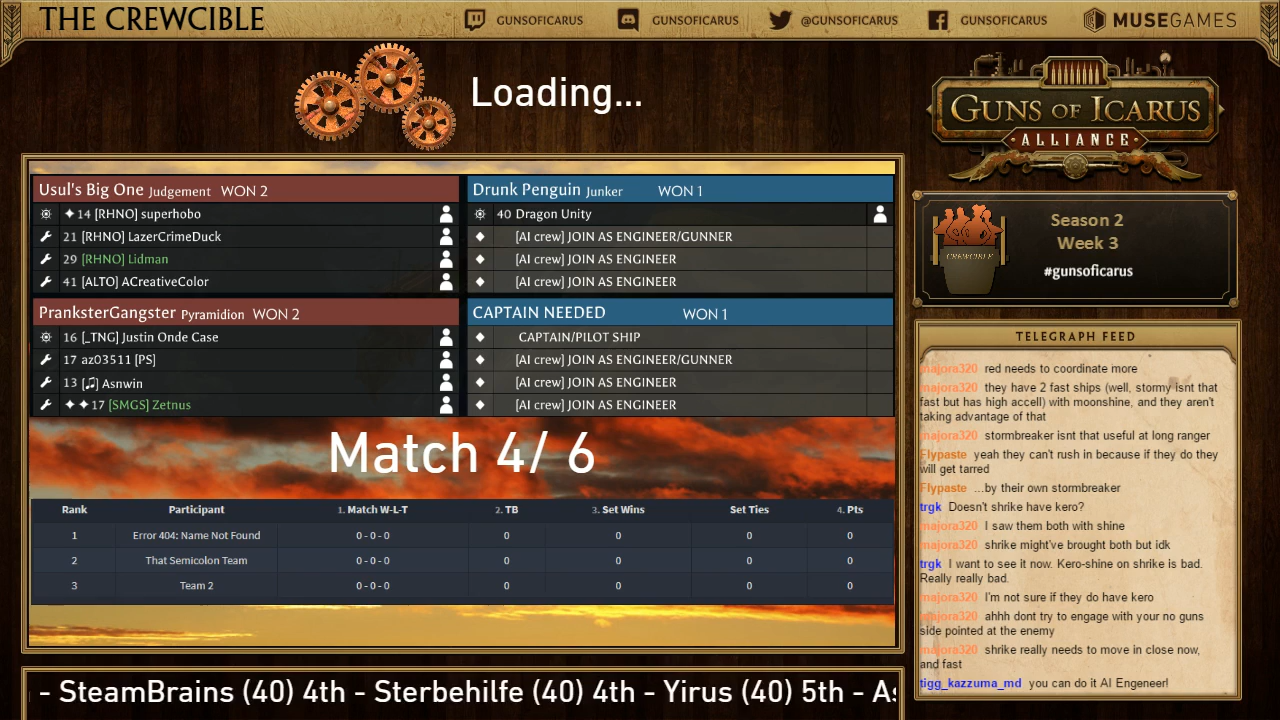 THE CREWCIBLE
GUNSOFICARUS
GUNSOFICARUS
@GUNSOFICARUS
GUNSOFICARUS
MUSEGAMES
Loading...
GUNS OF ICARUS
ALLIANCE
Usul's Big One Judgement WON 2
14 [RHNO] superhobo
21 [RHNO] LazerCrimeDuck
29 [RHNO] Lidman
41 [ALTO] ACreativeColor
Drunk Penguin Junker WON 1
40 Dragon Unity
[AI crew] JOIN AS ENGINEER/GUNNER
[AI crew] JOIN AS ENGINEER
[AI crew] JOIN AS ENGINEER
PranksterGangster Pyramidion WON 2
16 [_TNG] Justin Onde Case
17 az03511 [PS]
13 [♫] Asnwin
17 [SMGS] Zetnus
CAPTAIN NEEDED WON 1
CAPTAIN/PILOT SHIP
[AI crew] JOIN AS ENGINEER/GUNNER
[AI crew] JOIN AS ENGINEER
[AI crew] JOIN AS ENGINEER
Match 4/ 6
Rank Participant 1. Match W-L-T 2. TB 3. Set Wins Set Ties 4. Pts
1 Error 404: Name Not Found 0 - 0 - 0 0 0 0 0
2 That Semicolon Team 0 - 0 - 0 0 0 0 0
3 Team 2 0 - 0 - 0 0 0 0 0
- SteamBrains (40) 4th - Sterbehilfe (40) 4th - Yirus (40) 5th - As
CREWCIBLE
Season 2
Week 3
#gunsoficarus
TELEGRAPH FEED
majora320 red needs to coordinate more
majora320 they have 2 fast ships (well, stormy isnt that
fast but has high accell) with moonshine, and they aren't
taking advantage of that
majora320 stormbreaker isnt that useful at long ranger
Flypaste yeah they can't rush in because if they do they
will get tarred
Flypaste ...by their own stormbreaker
trgk Doesn't shrike have kero?
majora320 I saw them both with shine
majora320 shrike might've brought both but idk
trgk I want to see it now. Kero-shine on shrike is bad.
Really really bad.
majora320 I'm not sure if they do have kero
majora320 ahhh dont try to engage with your no guns
side pointed at the enemy
majora320 shrike really needs to move in close now,
and fast
tigg_kazzuma_md you can do it AI Engeneer!